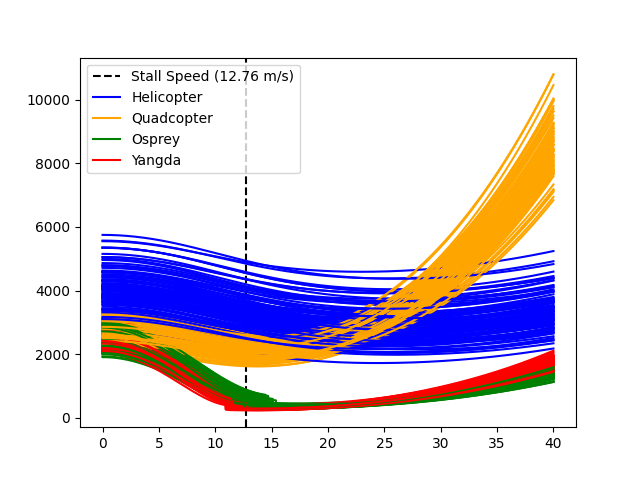 Stall Speed (12.76 m/s)
Helicopter
Quadcopter
Osprey
Yangda
10000
8000
6000
4000
2000
0
0 5 10 15 20 25 30 35 40